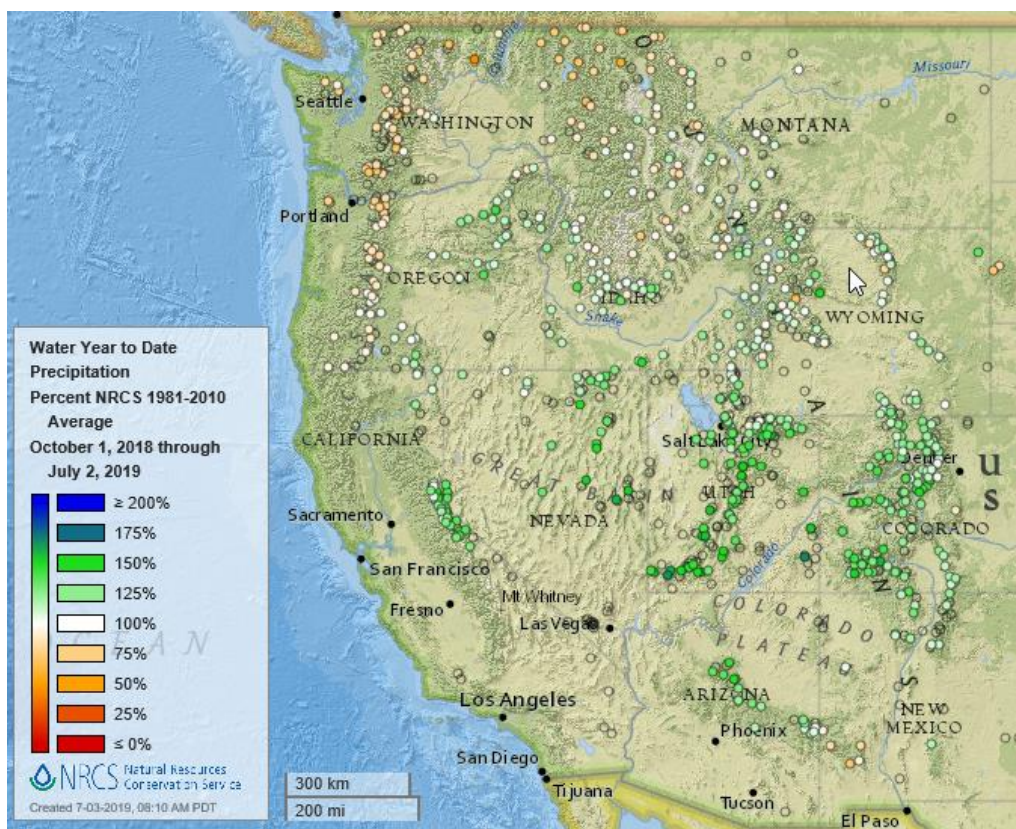 Columbia
Missouri
Seattle
WASHINGTON
MONTANA
Portland
OREGON
IDAHO
Snake
WYOMING
Water Year to Date
Precipitation
Percent NRCS 1981-2010
Average
October 1, 2018 through
July 2, 2019
≥ 200%
175%
150%
125%
100%
75%
50%
25%
≤ 0%
NRCS Natural Resources
Conservation Service
Created 7-03-2019, 08:10 AM PDT
CALIFORNIA
Salt Lake City
Denver
US
GREAT BASIN
UTAH
NEVADA
COLORADO
Sacramento
San Francisco
Colorado
Fresno
Mt Whitney
Las Vegas
COLORADO
PLATEAU
OCEAN
Los Angeles
ARIZONA
NEW
MEXICO
Phoenix
San Diego
Tijuana
Tucson
El Paso
300 km
200 mi